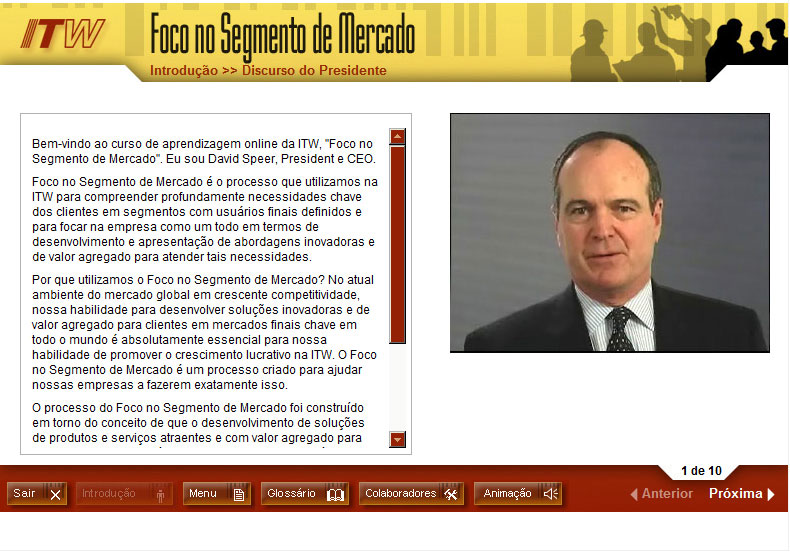 ITW
Foco no Segmento de Mercado
Introdução >> Discurso do Presidente
Bem-vindo ao curso de aprendizagem online da ITW, "Foco no
Segmento de Mercado". Eu sou David Speer, President e CEO.
Foco no Segmento de Mercado é o processo que utilizamos na
ITW para compreender profundamente necessidades chave
dos clientes em segmentos com usuários finais definidos e
para focar na empresa como um todo em termos de
desenvolvimento e apresentação de abordagens inovadoras e
de valor agregado para atender tais necessidades.
Por que utilizamos o Foco no Segmento de Mercado? No atual
ambiente do mercado global em crescente competitividade,
nossa habilidade para desenvolver soluções inovadoras e de
valor agregado para clientes em mercados finais chave em
todo o mundo é absolutamente essencial para nossa
habilidade de promover o crescimento lucrativo na ITW. O Foco
no Segmento de Mercado é um processo criado para ajudar
nossas empresas a fazerem exatamente isso.
O processo do Foco no Segmento de Mercado foi construído
em torno do conceito de que o desenvolvimento de soluções
de produtos e serviços atraentes e com valor agregado para
1 de 10
Sair
Introdução
Menu
Glossário
Colaboradores
Animação
Anterior
Próxima